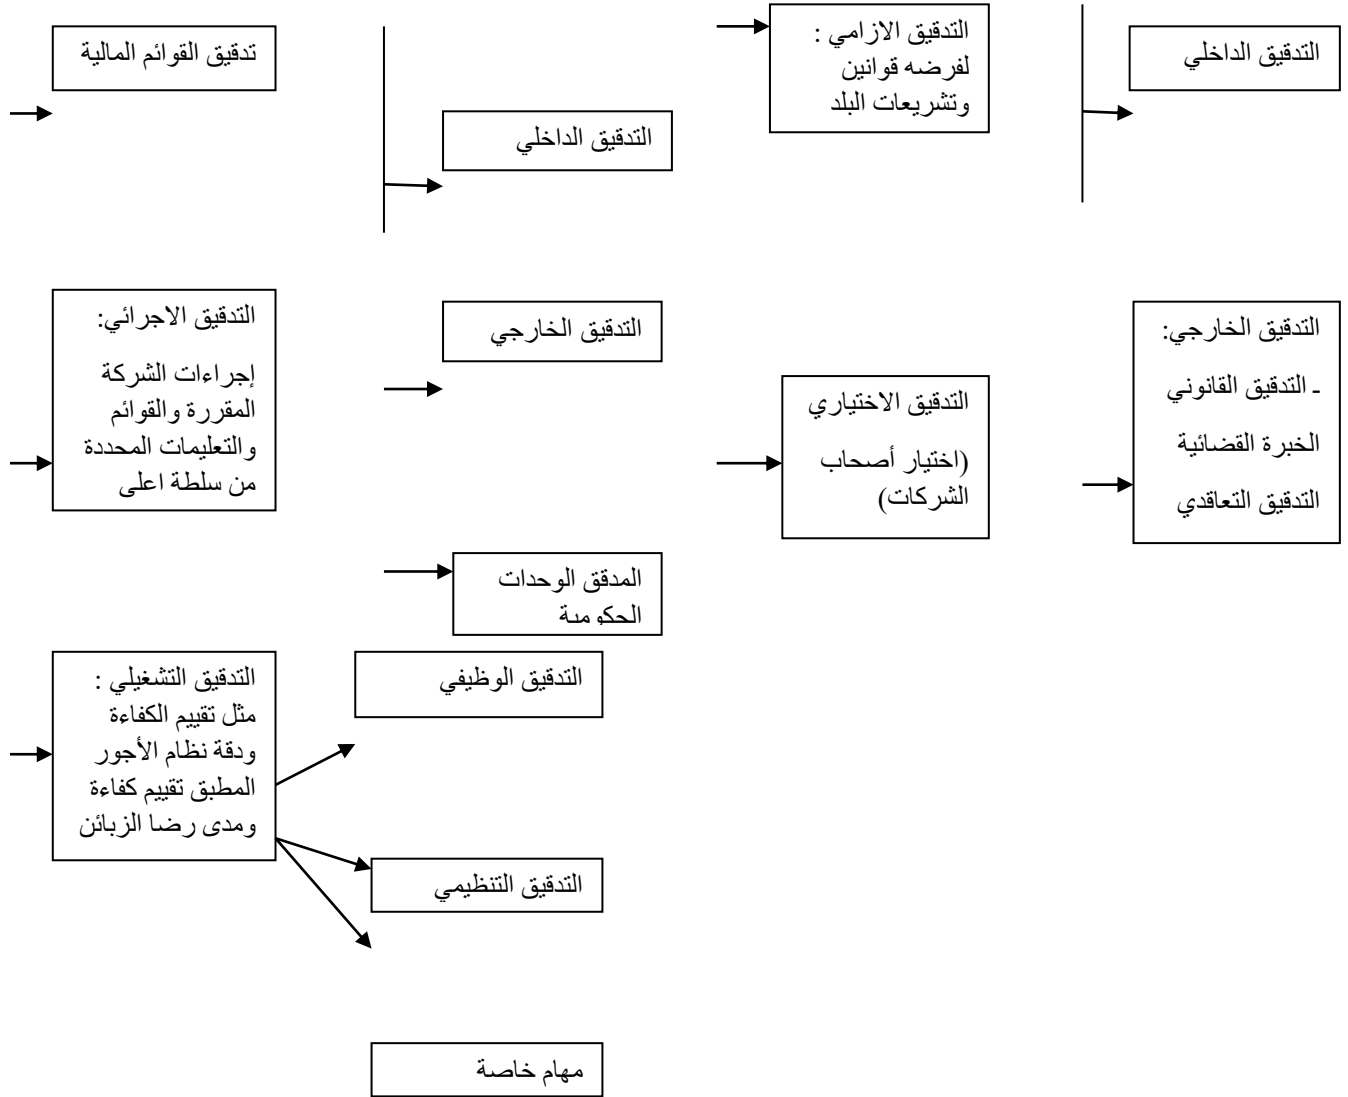 التدقيق الداخلي
التدقيق الخارجي:
ـ التدقيق القانوني
الخبرة القضائية
التدقيق التعاقدي
التدقيق الازامي :
لفرضه قوانين
وتشريعات البلد
التدقيق الاختياري
(اختيار أصحاب
الشركات)
التدقيق الداخلي
التدقيق الخارجي
المدقق الوحدات
الحكومية
تدقيق القوائم المالية
التدقيق الاجرائي:
إجراءات الشركة
المقررة والقوائم
والتعليمات المحددة
من سلطة اعلى
التدقيق التشغيلي :
مثل تقييم الكفاءة
ودقة نظام الأجور
المطبق تقييم كفاءة
ومدى رضا الزبائن
التدقيق الوظيفي
التدقيق التنظيمي
مهام خاصة